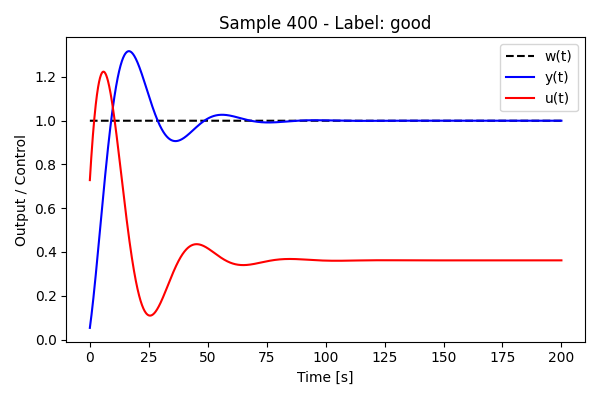 Sample 400 - Label: good
w(t)
y(t)
u(t)
Output / Control
1.2
1.0
0.8
0.6
0.4
0.2
0.0
0 25 50 75 100 125 150 175 200
Time [s]